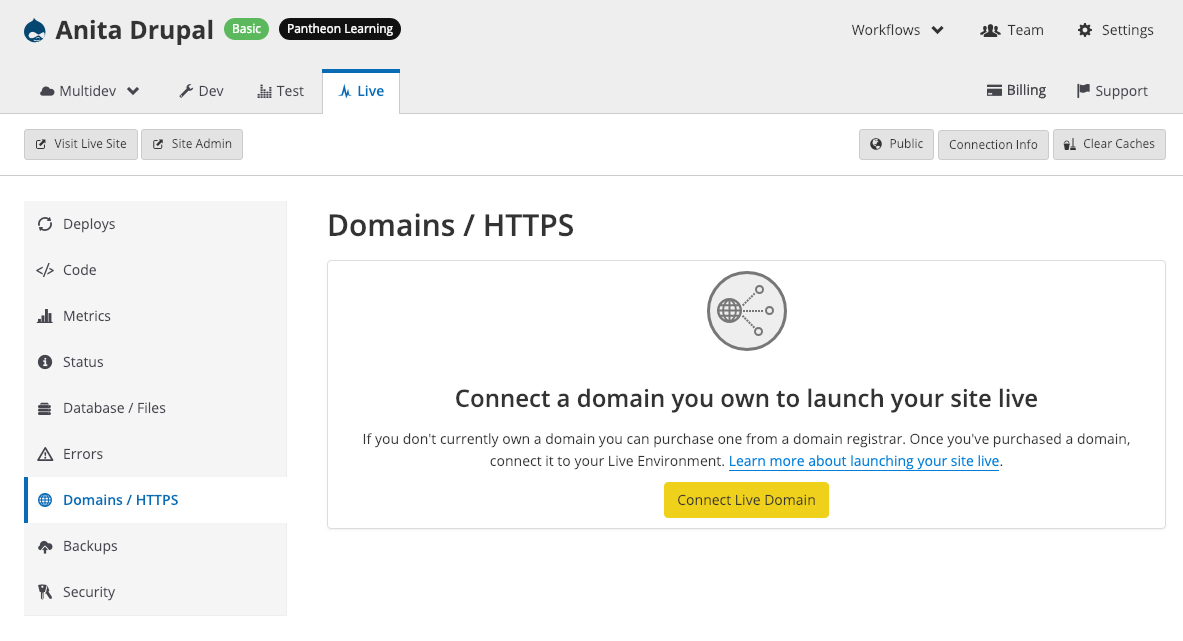 Anita Drupal Basic Pantheon Learning Workflows Team Settings
Multidev Dev Test Live Billing Support
Visit Live Site Site Admin Public Connection Info Clear Caches
Deploys
Code
Metrics
Status
Database / Files
Errors
Domains / HTTPS
Backups
Security
Domains / HTTPS
Connect a domain you own to launch your site live
If you don't currently own a domain you can purchase one from a domain registrar. Once you've purchased a domain,
connect it to your Live Environment. Learn more about launching your site live.
Connect Live Domain